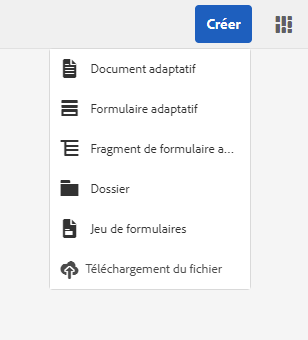 Créer
Document adaptatif
Formulaire adaptatif
Fragment de formulaire a...
Dossier
Jeu de formulaires
Téléchargement du fichier